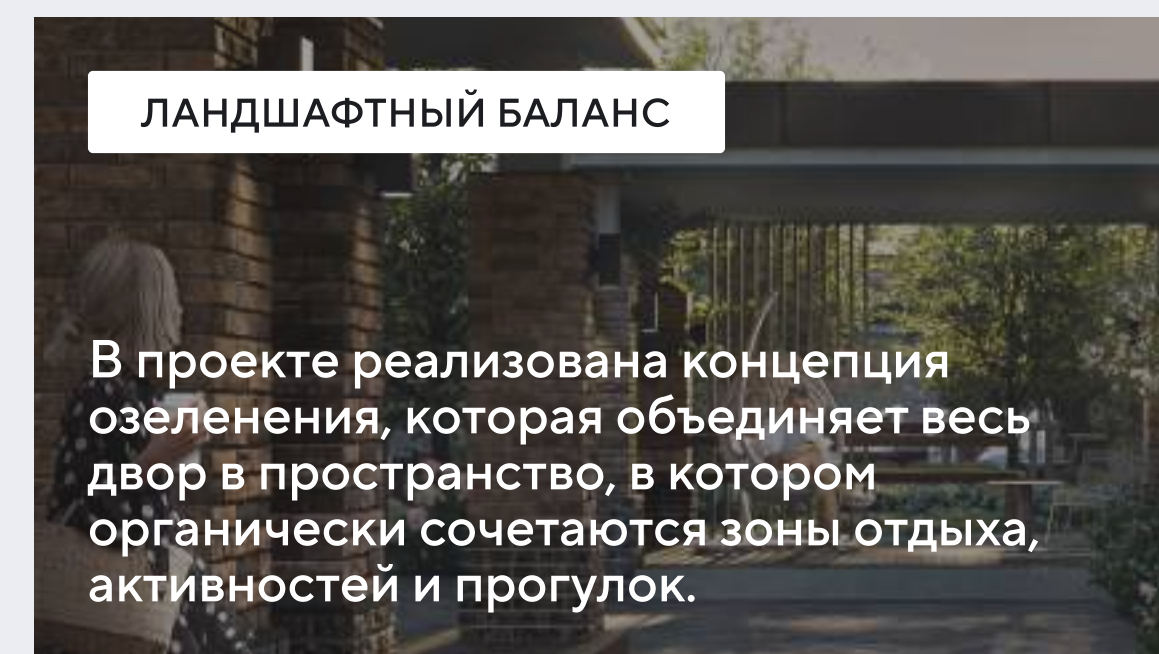 ЛАНДШАФТНЫЙ БАЛАНС
В проекте реализована концепция
озеленения, которая объединяет весь
двор в пространство, в котором
органически сочетаются зоны отдыха,
активностей и прогулок.